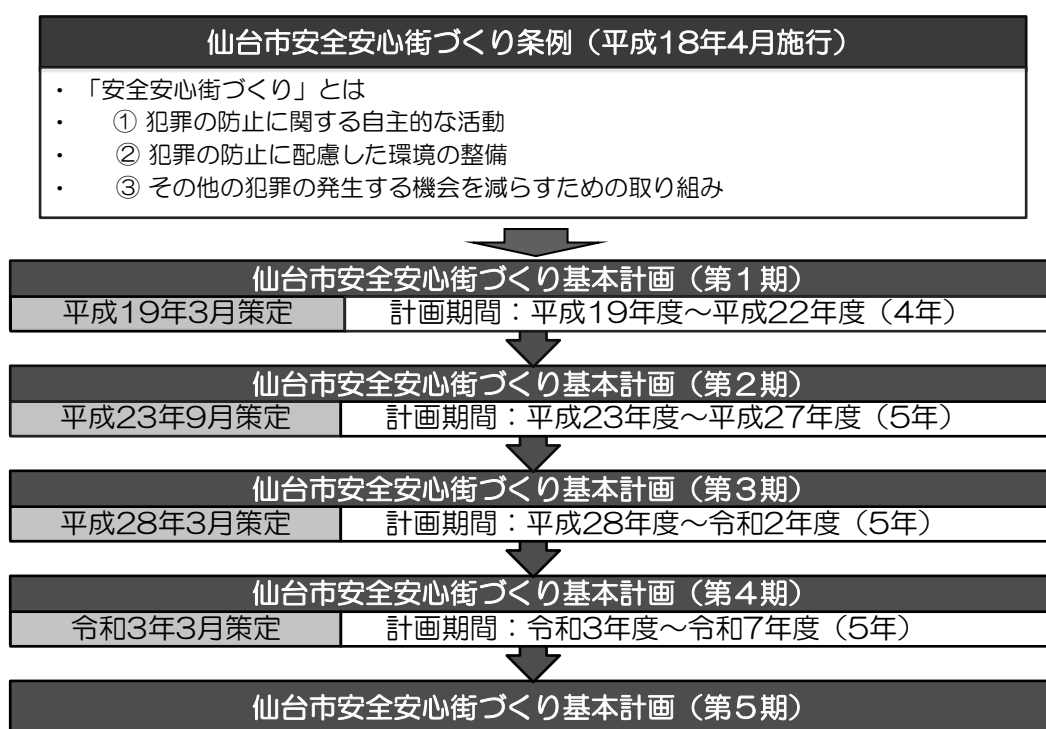 仙台市安全安心街づくり条例（平成18年4月施行）
・ 「安全安心街づくり」とは
・ ① 犯罪の防止に関する自主的な活動
・ ② 犯罪の防止に配慮した環境の整備
・ ③ その他の犯罪の発生する機会を減らすための取り組み
仙台市安全安心街づくり基本計画（第１期）
平成19年3月策定 計画期間：平成19年度～平成22年度（4年）
仙台市安全安心街づくり基本計画（第２期）
平成23年9月策定 計画期間：平成23年度～平成27年度（5年）
仙台市安全安心街づくり基本計画（第３期）
平成28年3月策定 計画期間：平成28年度～令和2年度（5年）
仙台市安全安心街づくり基本計画（第４期）
令和3年3月策定 計画期間：令和3年度～令和7年度（5年）
仙台市安全安心街づくり基本計画（第５期）